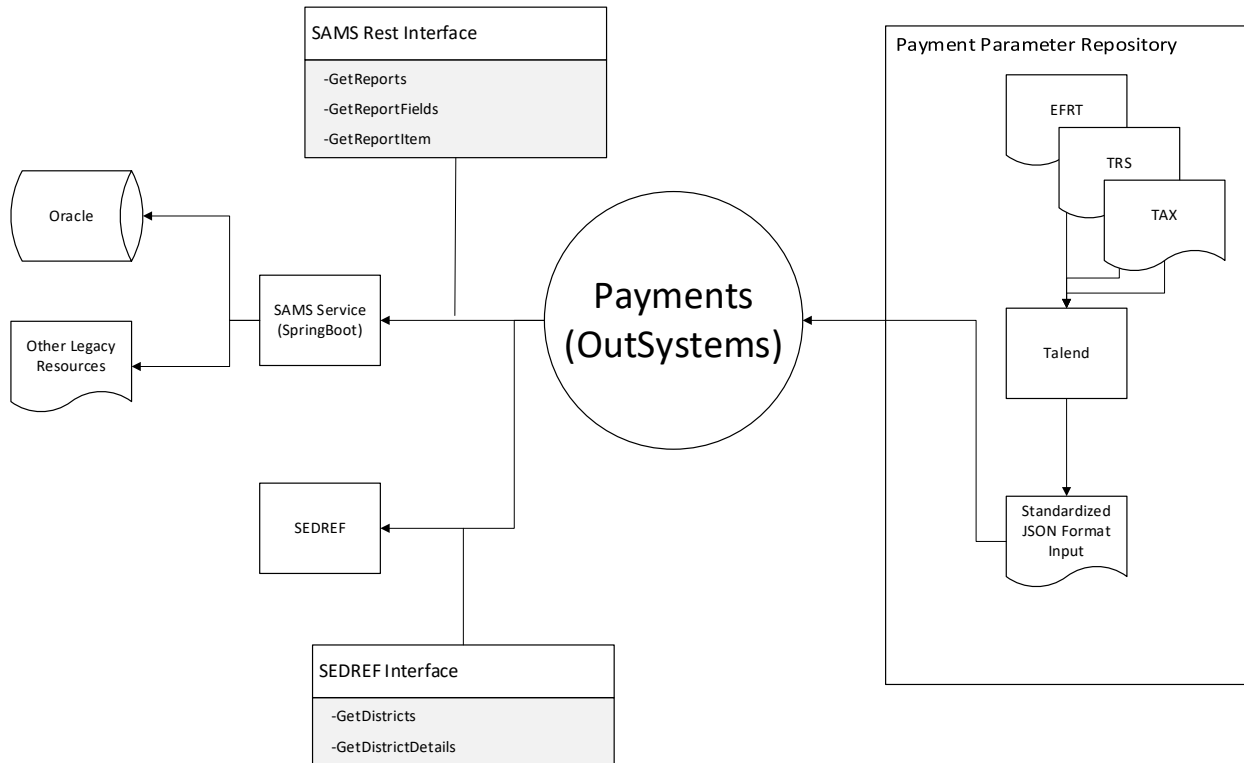 SAMS Rest Interface
-GetReports
-GetReportFields
-GetReportItem
Payment Parameter Repository
EFRT
TRS
TAX
Oracle
SAMS Service
(SpringBoot)
Other Legacy
Resources
Payments
(OutSystems)
Talend
SEDREF
Standardized
JSON Format
Input
SEDREF Interface
-GetDistricts
-GetDistrictDetails